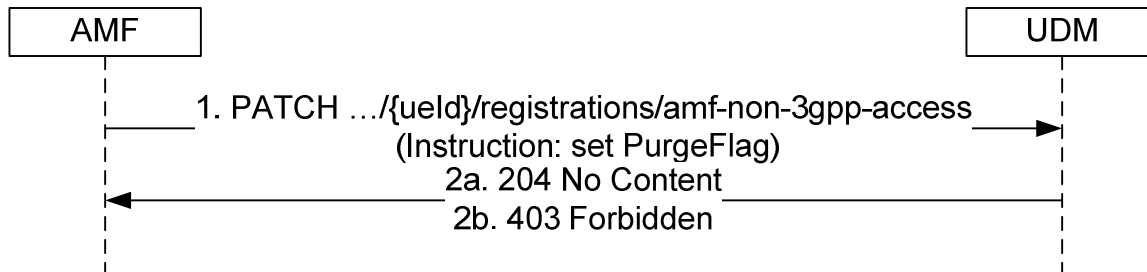 AMF
UDM
1. PATCH …/{ueId}/registrations/amf-non-3gpp-access
(Instruction: set PurgeFlag)
2a. 204 No Content
2b. 403 Forbidden